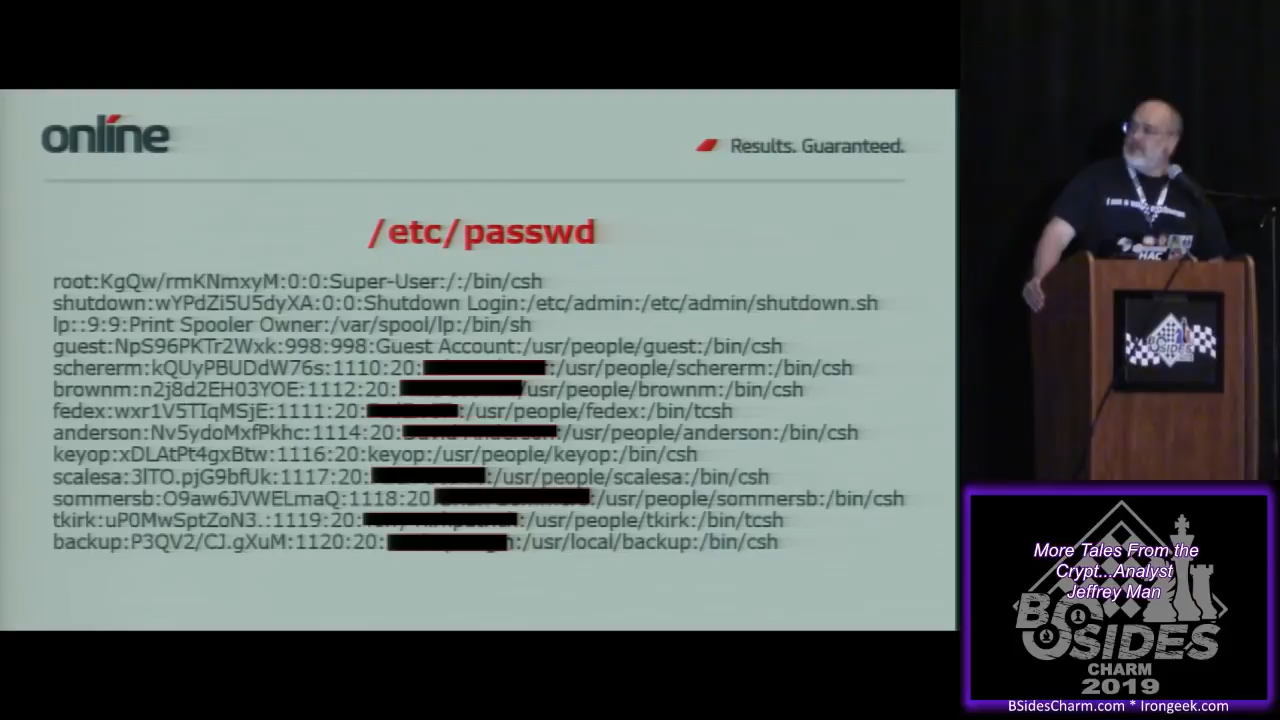 online
Results. Guaranteed.
/etc/passwd
root:KgQw/rmKNmxyM:0:0:Super-User:/:/bin/csh
shutdown:wYPdZi5U5dyXA:0:0:Shutdown Login:/etc/admin:/etc/admin/shutdown.sh
lp::9:9:Print Spooler Owner:/var/spool/lp:/bin/sh
guest:NpS96PKTr2Wxk:998:998:Guest Account:/usr/people/guest:/bin/csh
schererm:kQUyPBUDdW76s:1110:20: :/usr/people/schererm:/bin/csh
brownm:n2j8d2EH03YOE:1112:20: /usr/people/brownm:/bin/csh
fedex:wxr1V5TIqMSjE:1111:20: :/usr/people/fedex:/bin/tcsh
anderson:Nv5ydoMxfPkhc:1114:20: :/usr/people/anderson:/bin/csh
keyop:xDLAtPt4gxBtw:1116:20:keyop:/usr/people/keyop:/bin/csh
scalesa:3lTO.pjG9bfUk:1117:20: :/usr/people/scalesa:/bin/csh
sommersb:O9aw6JVWELmaQ:1118:20 :/usr/people/sommersb:/bin/csh
tkirk:uP0MwSptZoN3.:1119:20: :/usr/people/tkirk:/bin/tcsh
backup:P3QV2/CJ.gXuM:1120:20: :/usr/local/backup:/bin/csh
I am a
HAC
BSIDES
More Tales From the
Crypt...Analyst
Jeffrey Man
BSIDES
CHARM
2019
BSidesCharm.com * Irongeek.com